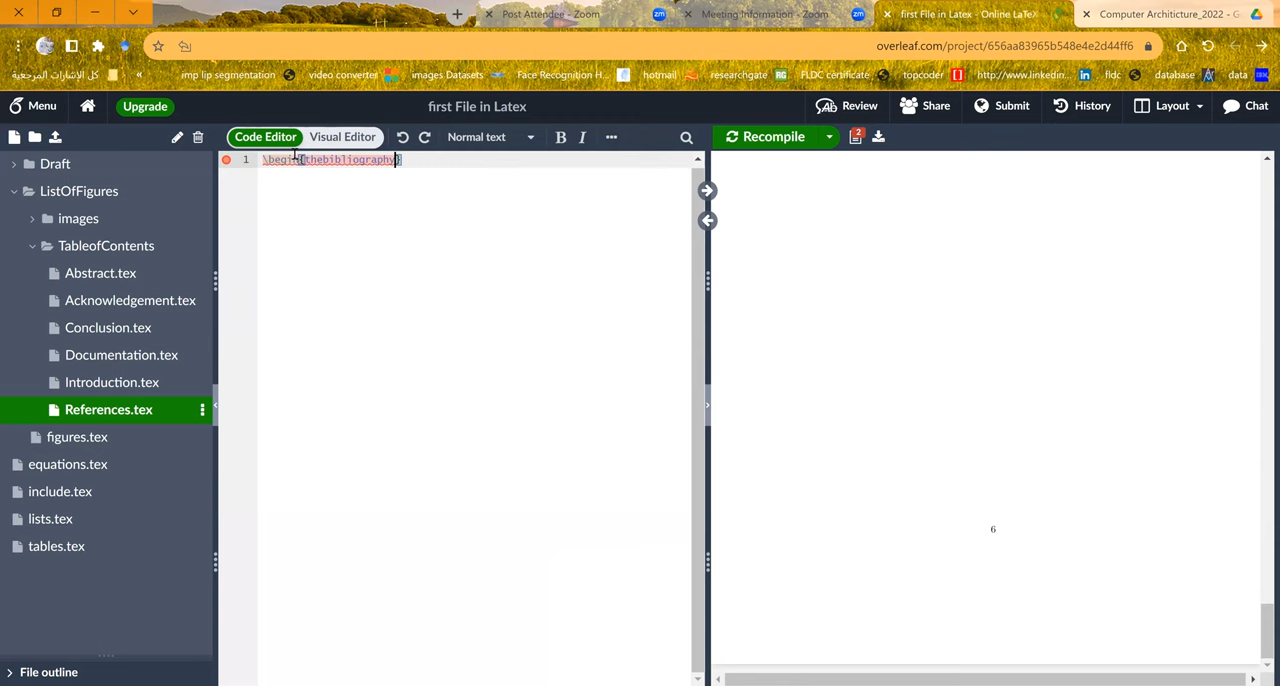 Post Attendee - Zoom
Meeting Information - Zoom
first File in Latex - Online LaTeX
Computer Architicture_2022 - G
overleaf.com/project/656aa83965b548e4e2d44ff6
كل الإشارات المرجعية
»
imp lip segmentation
video converter
images Datasets
Face Recognition H...
hotmail
researchgate
FLDC certificate
topcoder
http://www.linkedin...
fldc
database
data
Menu
Upgrade
first File in Latex
Review
Share
Submit
History
Layout
Chat
Code Editor
Visual Editor
Normal text
B I ...
Recompile
2
Draft
ListOfFigures
images
TableofContents
Abstract.tex
Acknowledgement.tex
Conclusion.tex
Documentation.tex
Introduction.tex
References.tex
figures.tex
equations.tex
include.tex
lists.tex
tables.tex
File outline
1 \begin{thebibliography}
6